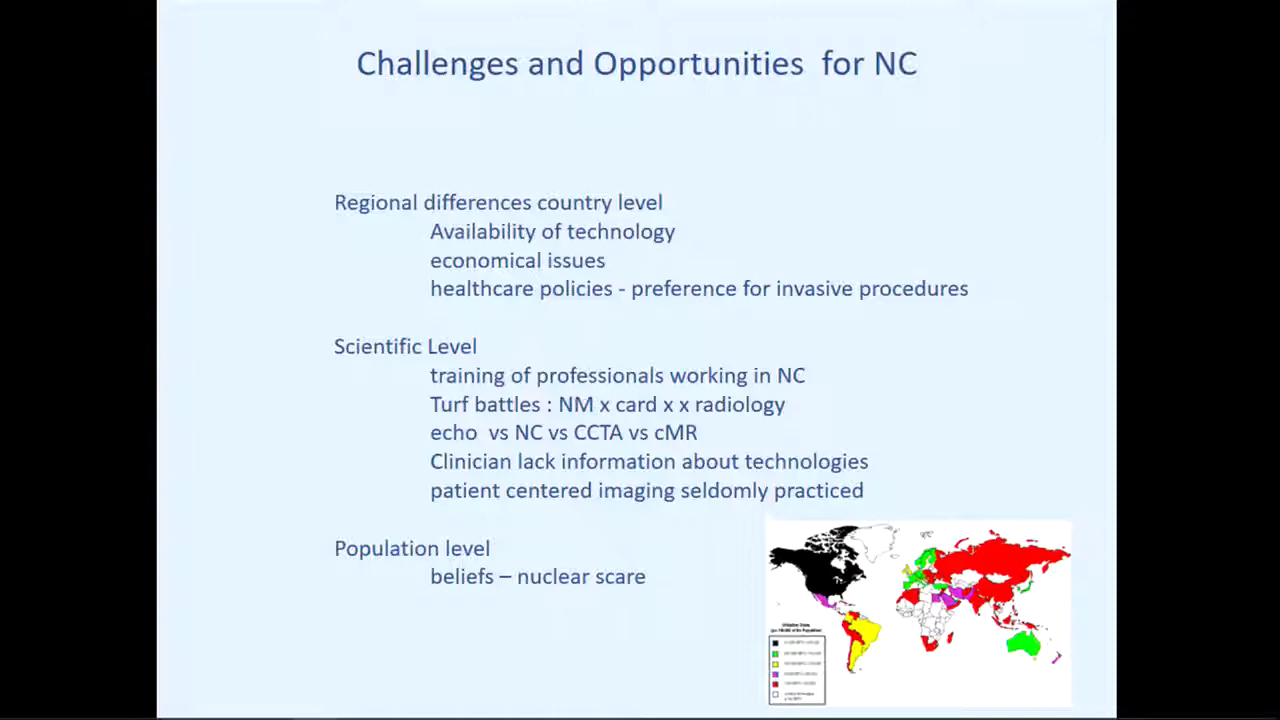 Challenges and Opportunities for NC
Regional differences country level
Availability of technology
economical issues
healthcare policies - preference for invasive procedures
Scientific Level
training of professionals working in NC
Turf battles : NM x card x x radiology
echo vs NC vs CCTA vs cMR
Clinician lack information about technologies
patient centered imaging seldomly practiced
Population level
beliefs – nuclear scare